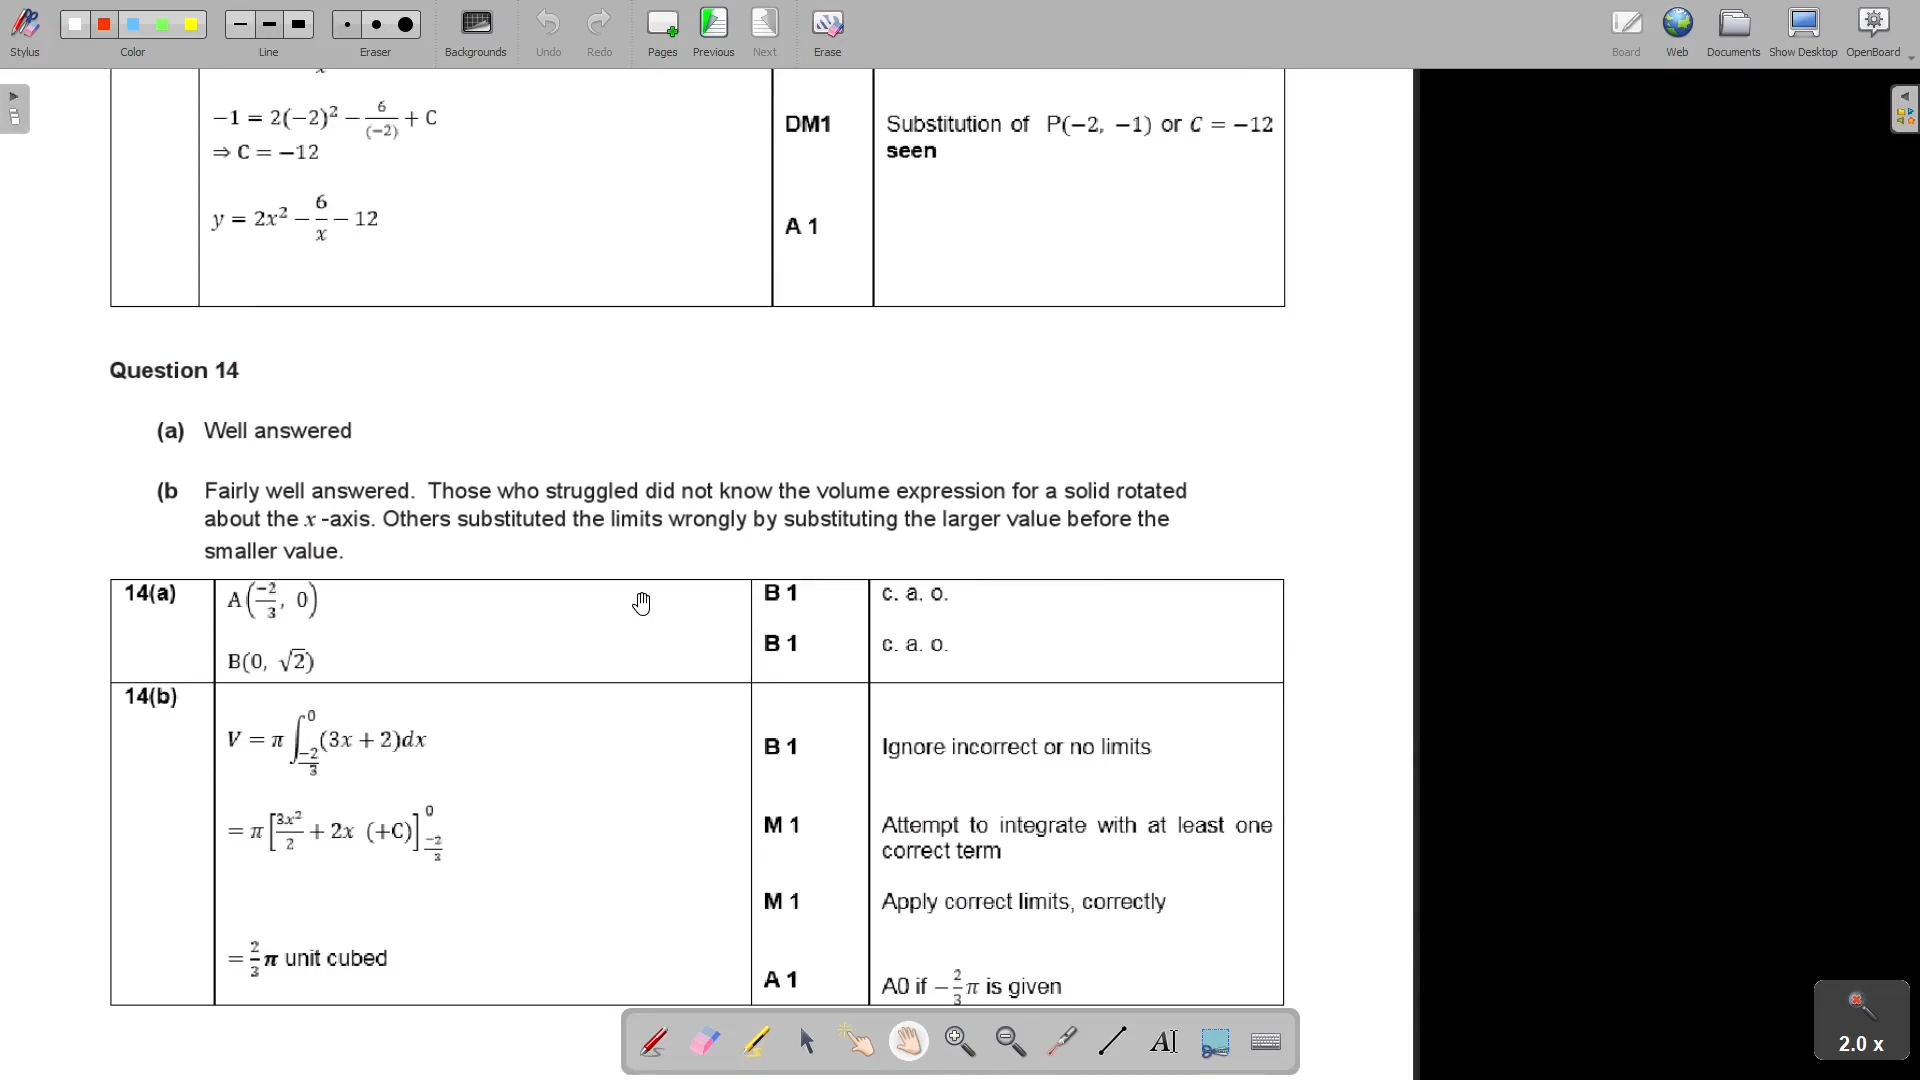 Stylus Color Line Eraser Backgrounds Undo Redo Pages Previous Next Erase Board Web Documents Show Desktop OpenBoard
x
−1 = 2(−2)² − 6/(−2) + C
⇒ C = −12
DM1
Substitution of P(−2, −1) or C = −12
seen
y = 2x² − 6/x − 12
A 1
Question 14
(a) Well answered
(b Fairly well answered. Those who struggled did not know the volume expression for a solid rotated
about the x -axis. Others substituted the limits wrongly by substituting the larger value before the
smaller value.
14(a) A(−2/3, 0) B 1 c. a. o.
B(0, √2) B 1 c. a. o.
14(b)
V = π ∫_{−2/3}^{0} (3x + 2)dx B 1 Ignore incorrect or no limits
= π [3x²/2 + 2x (+C)]_{−2/3}^{0} M 1 Attempt to integrate with at least one
correct term
M 1 Apply correct limits, correctly
= 2/3 π unit cubed
A 1 A0 if −2/3 π is given
AI
2.0 x